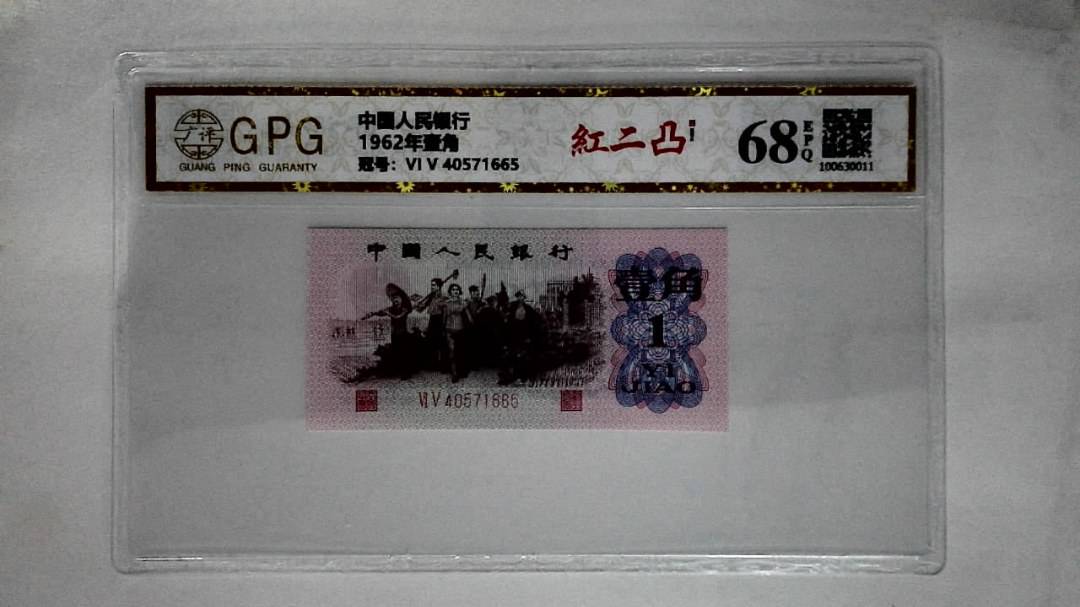 广评
GPG
GUANG PING GUARANTY
中国人民银行
1962年壹角
冠号：VI V 40571665
紅二凸
68
EPQ
100630011
中國人民銀行
壹角
1
YI
JIAO
VI V 40571665